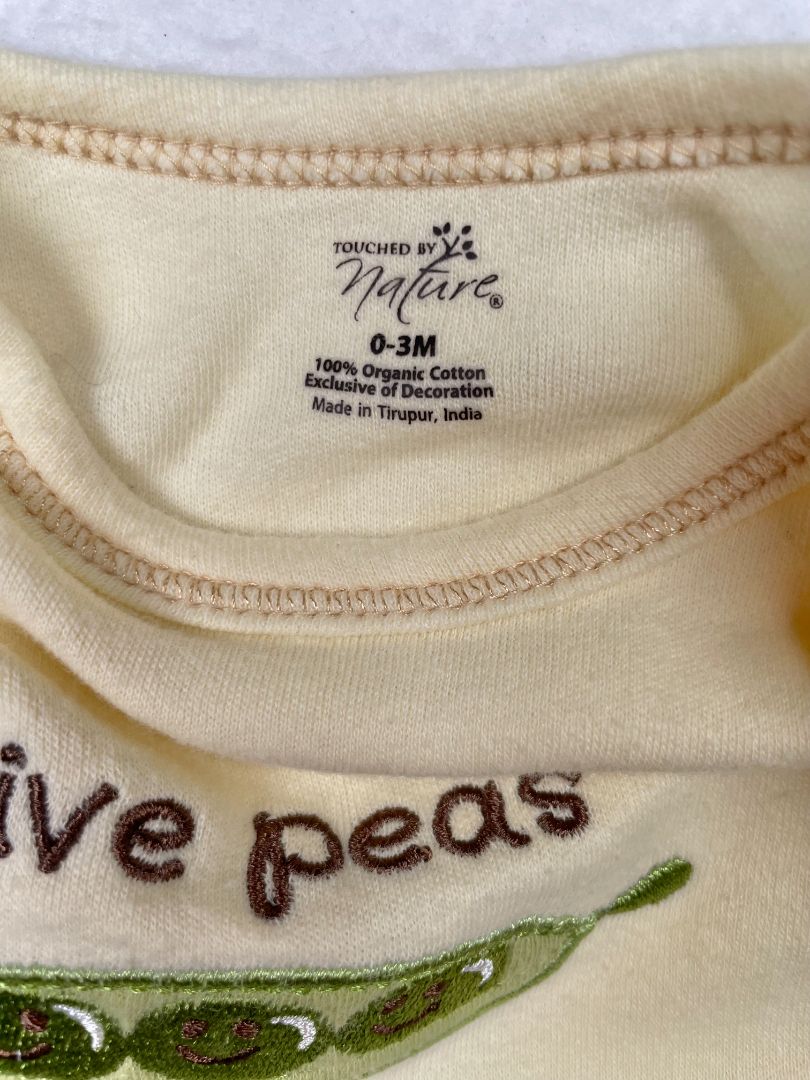 TOUCHED BY
Nature®
0-3M
100% Organic Cotton
Exclusive of Decoration
Made in Tirupur, India
ive peas